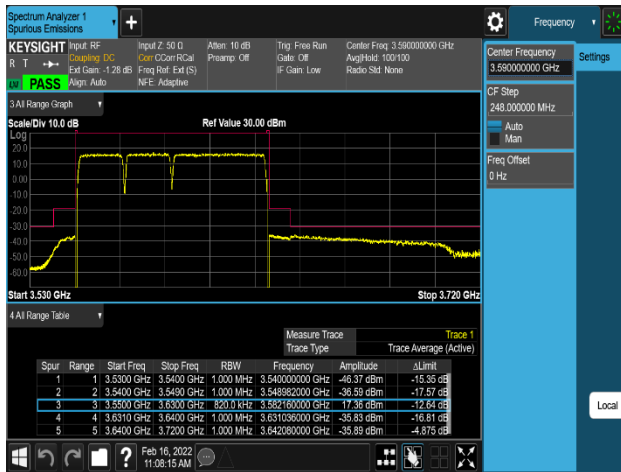 Spectrum Analyzer 1
Spurious Emissions
Frequency
KEYSIGHT Input: RF Input Z: 50 Ω Atten: 10 dB Trig: Free Run Center Freq: 3.590000000 GHz
R T Coupling: DC Corr CCorr RCal Preamp: Off Gate: Off Avg|Hold: 100/100
Ext Gain: -1.28 dB Freq Ref: Ext (S) IF Gain: Low Radio Std: None
PASS Align: Auto NFE: Adaptive
Center Frequency
3.590000000 GHz
Settings
CF Step
248.000000 MHz
Auto
Man
Freq Offset
0 Hz
3 All Range Graph
Scale/Div 10.0 dB Ref Value 30.00 dBm
Log
20.0
10.0
0.00
-10.0
-20.0
-30.0
-40.0
-50.0
-60.0
Start 3.530 GHz Stop 3.720 GHz
4 All Range Table
Measure Trace Trace 1
Trace Type Trace Average (Active)
Spur Range Start Freq Stop Freq RBW Frequency Amplitude ΔLimit
1 1 3.5300 GHz 3.5400 GHz 1.000 MHz 3.540000000 GHz -46.37 dBm -15.35 dB
2 2 3.5400 GHz 3.5490 GHz 1.000 MHz 3.548982000 GHz -36.59 dBm -17.57 dB
3 3 3.5500 GHz 3.6300 GHz 820.0 kHz 3.582160000 GHz 17.36 dBm -12.64 dB
4 4 3.6310 GHz 3.6400 GHz 1.000 MHz 3.631036000 GHz -35.83 dBm -16.81 dB
5 5 3.6400 GHz 3.7200 GHz 1.000 MHz 3.642080000 GHz -35.89 dBm -4.875 dB
Local
?
Feb 16, 2022
11:08:15 AM